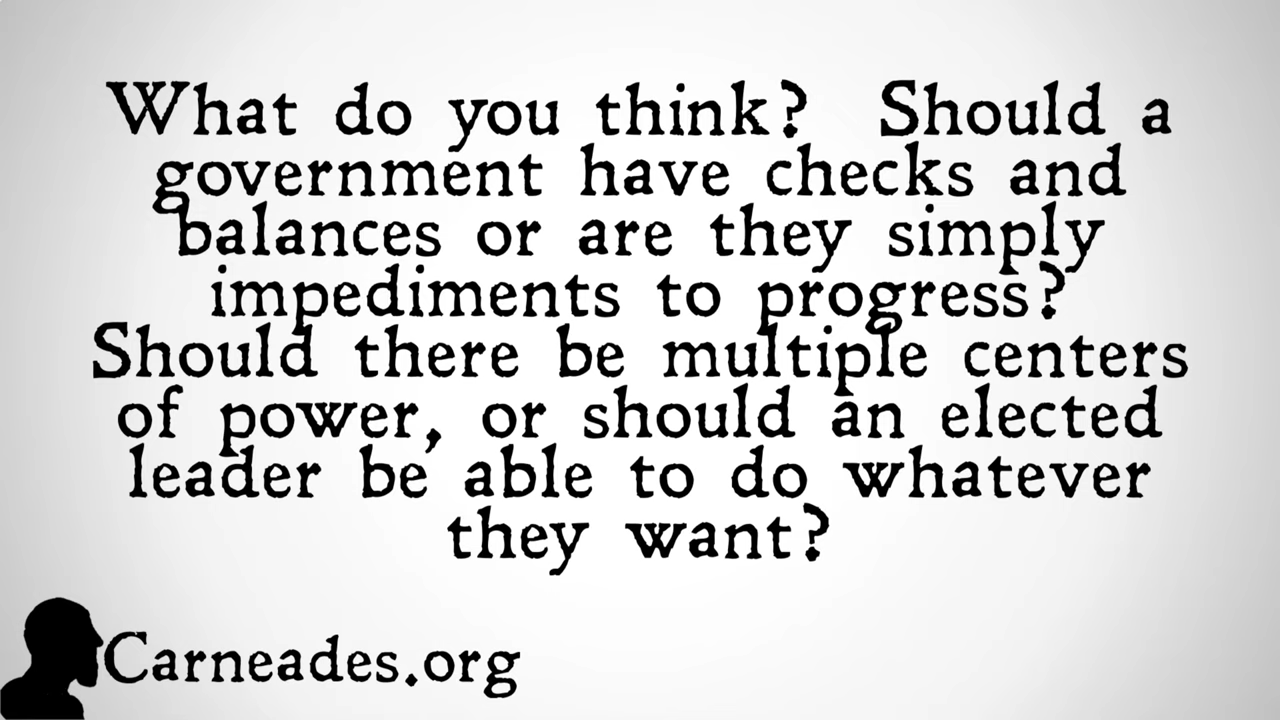 What do you think? Should a
government have checks and
balances or are they simply
impediments to progress?
Should there be multiple centers
of power, or should an elected
leader be able to do whatever
they want?
Carneades.org